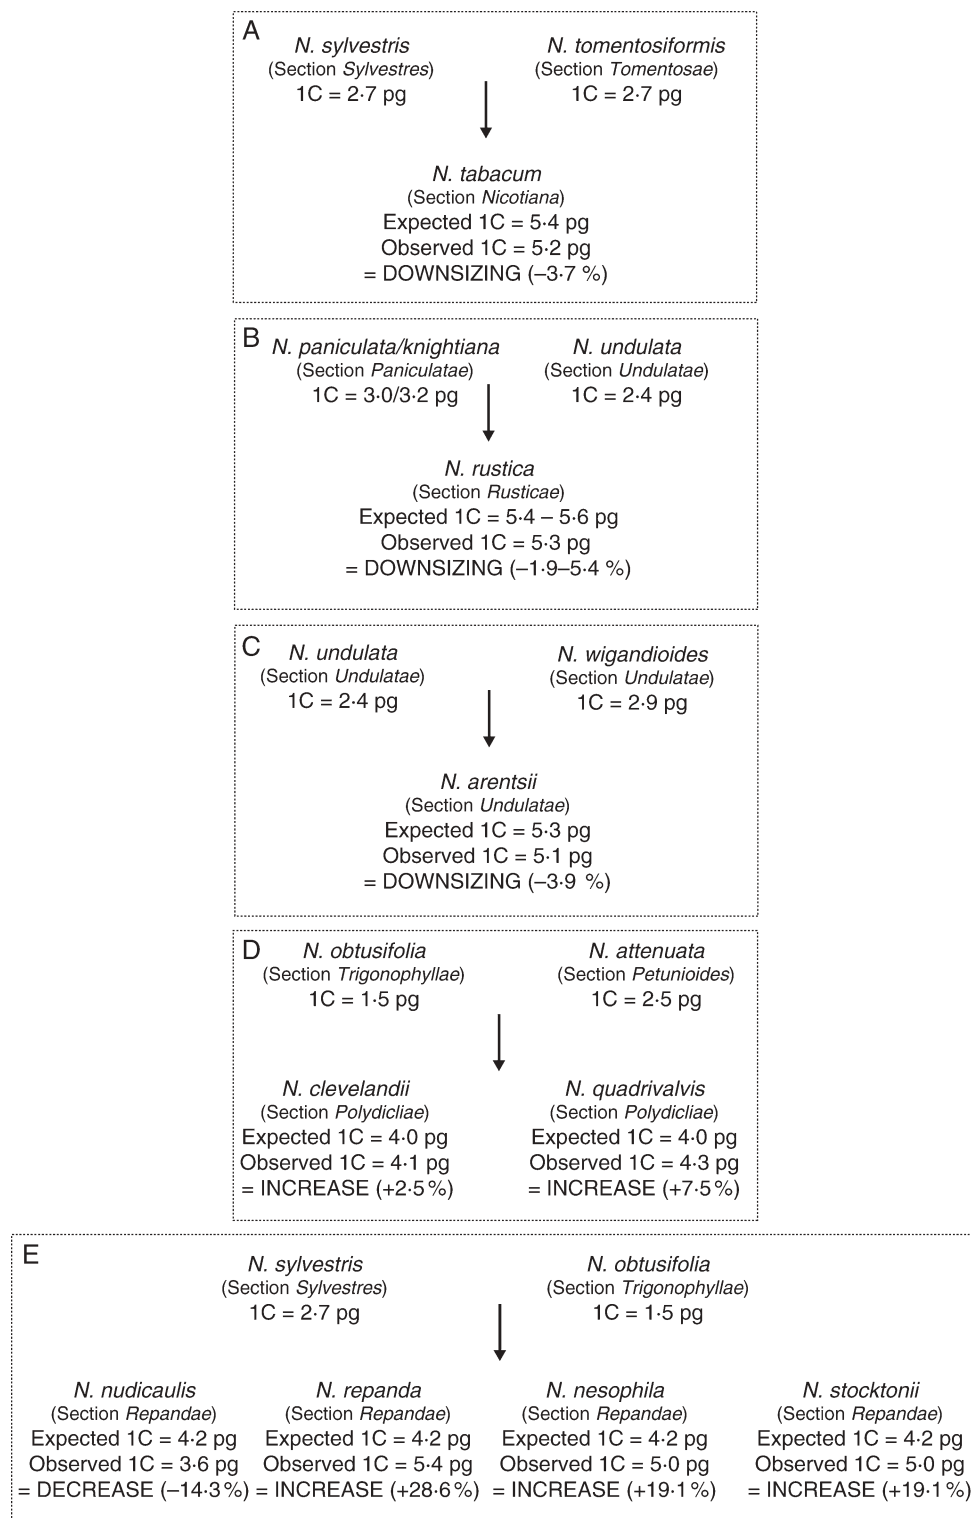 A
N. sylvestris
(Section Sylvestres)
1C = 2·7 pg
N. tomentosiformis
(Section Tomentosae)
1C = 2·7 pg
N. tabacum
(Section Nicotiana)
Expected 1C = 5·4 pg
Observed 1C = 5·2 pg
= DOWNSIZING (–3·7 %)
B
N. paniculata/knightiana
(Section Paniculatae)
1C = 3·0/3·2 pg
N. undulata
(Section Undulatae)
1C = 2·4 pg
N. rustica
(Section Rusticae)
Expected 1C = 5·4 – 5·6 pg
Observed 1C = 5·3 pg
= DOWNSIZING (–1·9–5·4 %)
C
N. undulata
(Section Undulatae)
1C = 2·4 pg
N. wigandioides
(Section Undulatae)
1C = 2·9 pg
N. arentsii
(Section Undulatae)
Expected 1C = 5·3 pg
Observed 1C = 5·1 pg
= DOWNSIZING (–3·9 %)
D
N. obtusifolia
(Section Trigonophyllae)
1C = 1·5 pg
N. attenuata
(Section Petunioides)
1C = 2·5 pg
N. clevelandii
(Section Polydicliae)
Expected 1C = 4·0 pg
Observed 1C = 4·1 pg
= INCREASE (+2·5 %)
N. quadrivalvis
(Section Polydicliae)
Expected 1C = 4·0 pg
Observed 1C = 4·3 pg
= INCREASE (+7·5 %)
E
N. sylvestris
(Section Sylvestres)
1C = 2·7 pg
N. obtusifolia
(Section Trigonophyllae)
1C = 1·5 pg
N. nudicaulis
(Section Repandae)
Expected 1C = 4·2 pg
Observed 1C = 3·6 pg
= DECREASE (–14·3 %)
N. repanda
(Section Repandae)
Expected 1C = 4·2 pg
Observed 1C = 5·4 pg
= INCREASE (+28·6 %)
N. nesophila
(Section Repandae)
Expected 1C = 4·2 pg
Observed 1C = 5·0 pg
= INCREASE (+19·1 %)
N. stocktonii
(Section Repandae)
Expected 1C = 4·2 pg
Observed 1C = 5·0 pg
= INCREASE (+19·1 %)